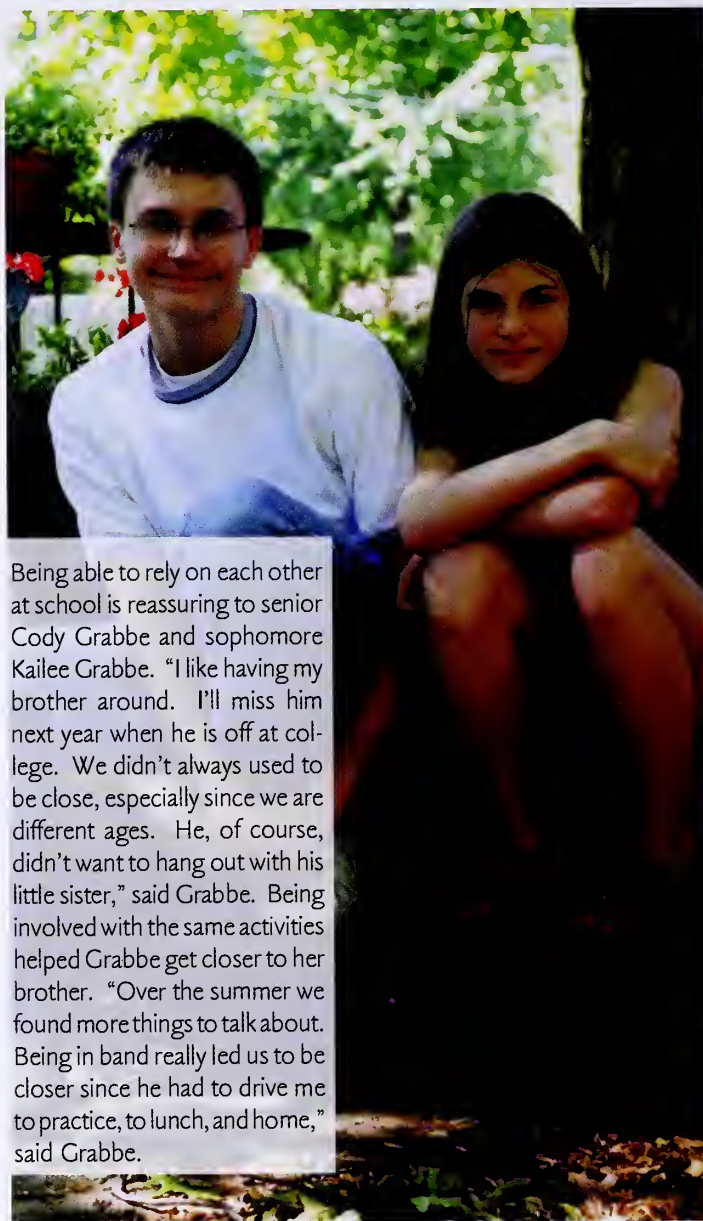 Being able to rely on each other
at school is reassuring to senior
Cody Grabbe and sophomore
Kailee Grabbe. "I like having my
brother around. I'll miss him
next year when he is off at col-
lege. We didn't always used to
be close, especially since we are
different ages. He, of course,
didn't want to hang out with his
little sister," said Grabbe. Being
involved with the same activities
helped Grabbe get closer to her
brother. "Over the summer we
found more things to talk about.
Being in band really led us to be
closer since he had to drive me
to practice, to lunch, and home,"
said Grabbe.